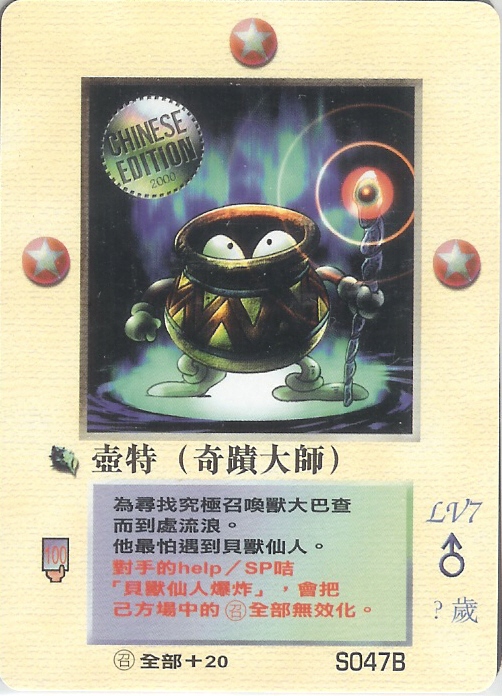 CHINESE
EDITION
2000
壺特（奇蹟大師）
為尋找究極召喚獸大巴查
而到處流浪。
他最怕遇到貝獸仙人。
對手的help／SP咭
「貝獸仙人爆炸」，會把
己方場中的㊁全部無效化。
LV7
100
？歲
召全部＋20
S047B